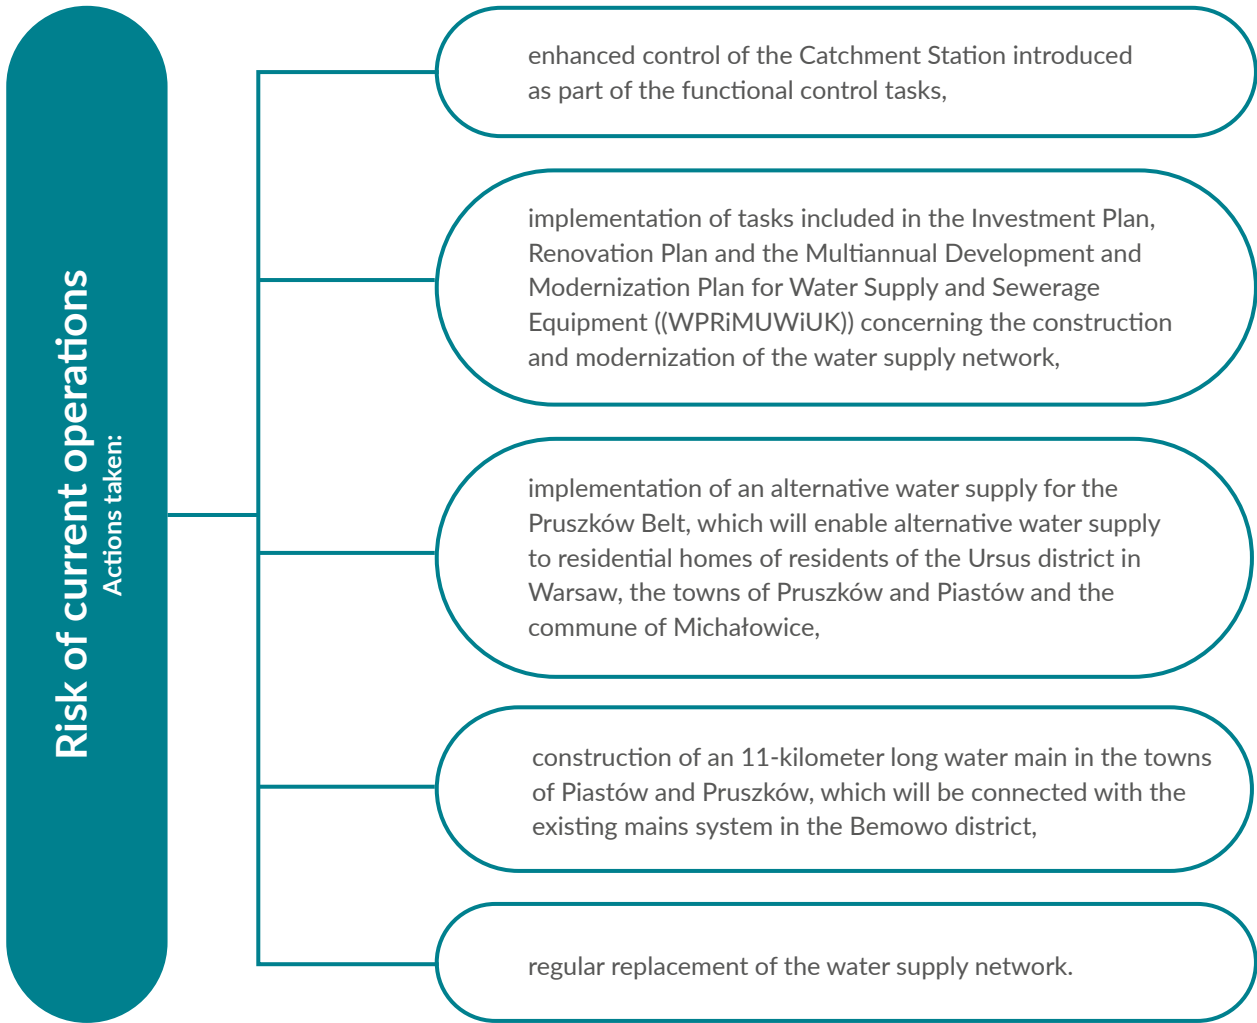 Risk of current operations
Actions taken:
enhanced control of the Catchment Station introduced
as part of the functional control tasks,
implementation of tasks included in the Investment Plan,
Renovation Plan and the Multiannual Development and
Modernization Plan for Water Supply and Sewerage
Equipment ((WPRiMUWiUK)) concerning the construction
and modernization of the water supply network,
implementation of an alternative water supply for the
Pruszków Belt, which will enable alternative water supply
to residential homes of residents of the Ursus district in
Warsaw, the towns of Pruszków and Piastów and the
commune of Michałowice,
construction of an 11-kilometer long water main in the towns
of Piastów and Pruszków, which will be connected with the
existing mains system in the Bemowo district,
regular replacement of the water supply network.